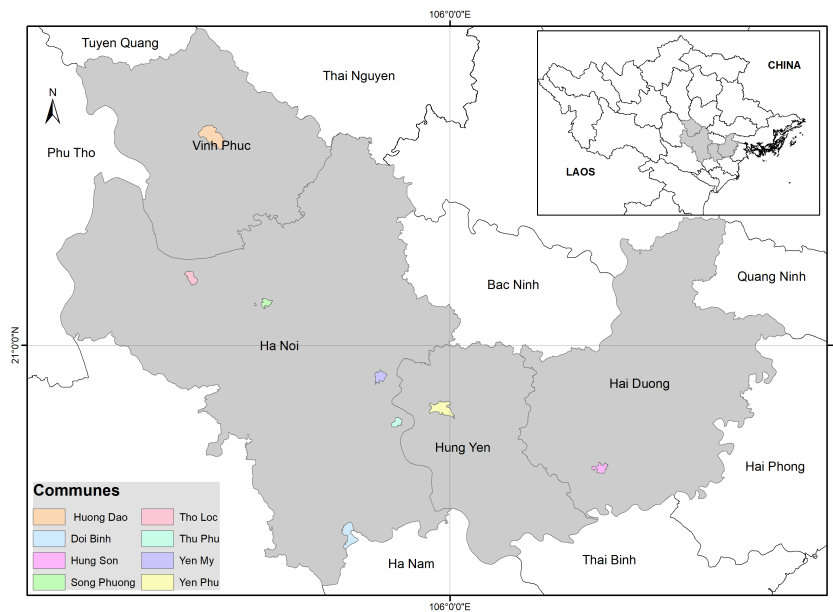 106°0'0"E
Tuyen Quang
Thai Nguyen
CHINA
N
Phu Tho
Vinh Phuc
LAOS
Bac Ninh
Quang Ninh
21°0'0"N
Ha Noi
Hai Duong
Hung Yen
Hai Phong
Communes
Huong Dao
Tho Loc
Doi Binh
Thu Phu
Hung Son
Yen My
Song Phuong
Yen Phu
Ha Nam
Thai Binh
106°0'0"E